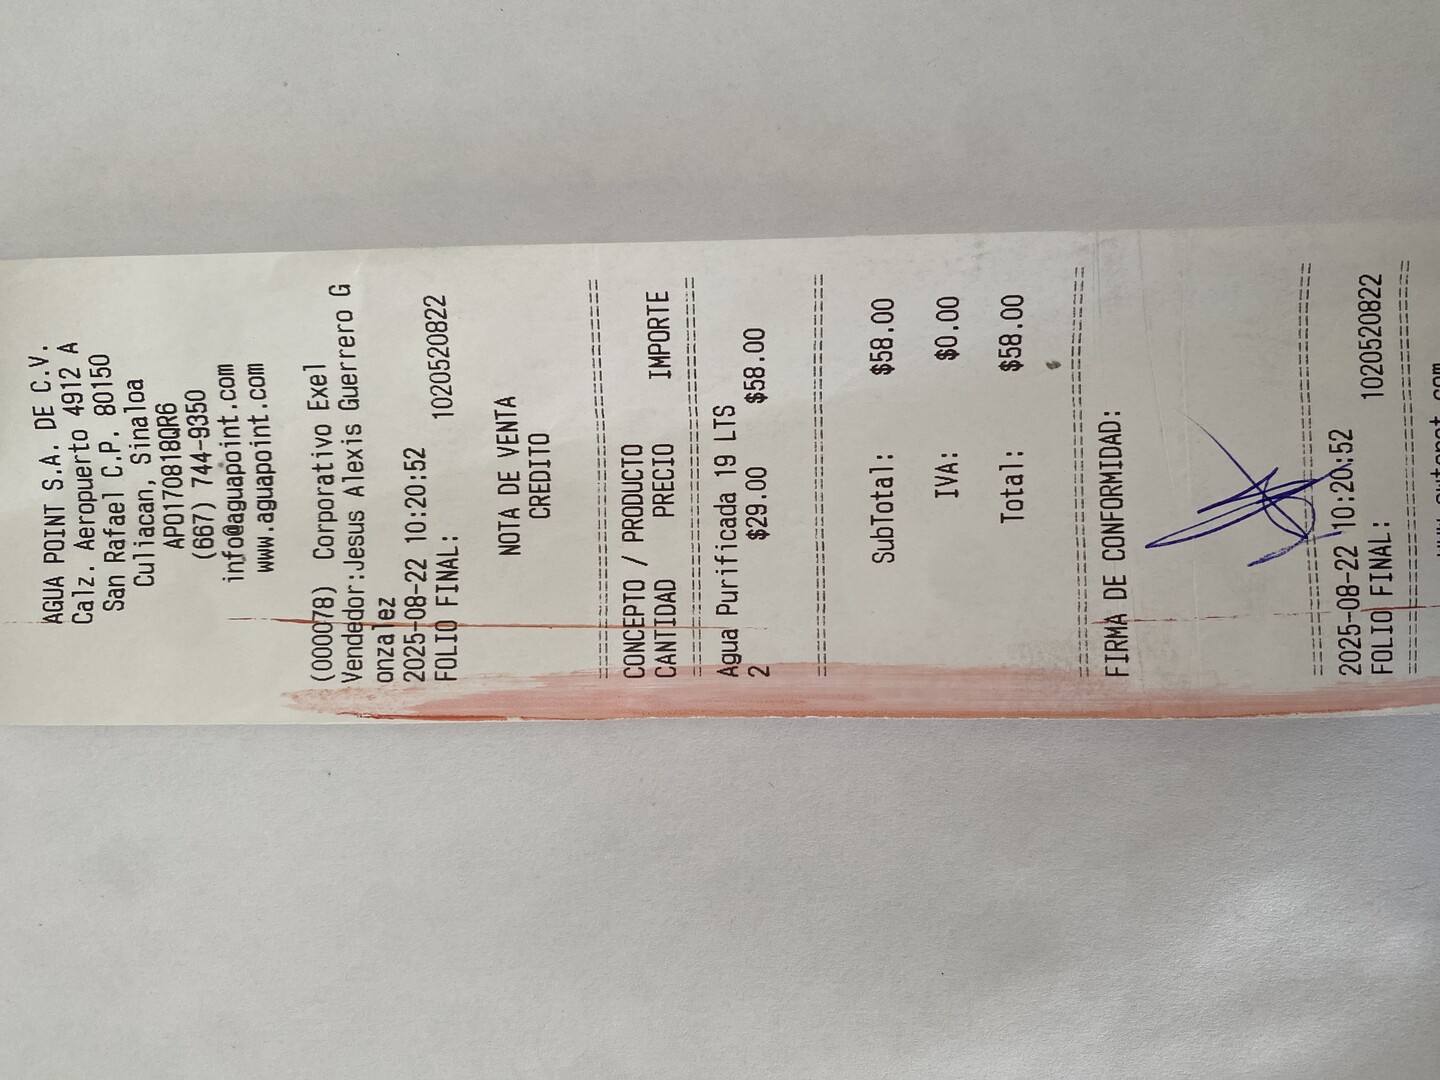 AGUA POINT S.A. DE C.V.
Calz. Aeropuerto 4912 A
San Rafael C.P. 80150
Culiacan, Sinaloa
APO170818QR6
(667) 744-9350
info@aguapoint.com
www.aguapoint.com
(000078) Corporativo Exel
Vendedor:Jesus Alexis Guerrero G
onzalez
2025-08-22 10:20:52
FOLIO FINAL: 1020520822
NOTA DE VENTA
CREDITO
CONCEPTO / PRODUCTO
CANTIDAD PRECIO IMPORTE
Agua Purificada 19 LTS
2 $29.00 $58.00
SubTotal: $58.00
IVA: $0.00
Total: $58.00
FIRMA DE CONFORMIDAD:
2025-08-22 10:20:52
FOLIO FINAL: 1020520822